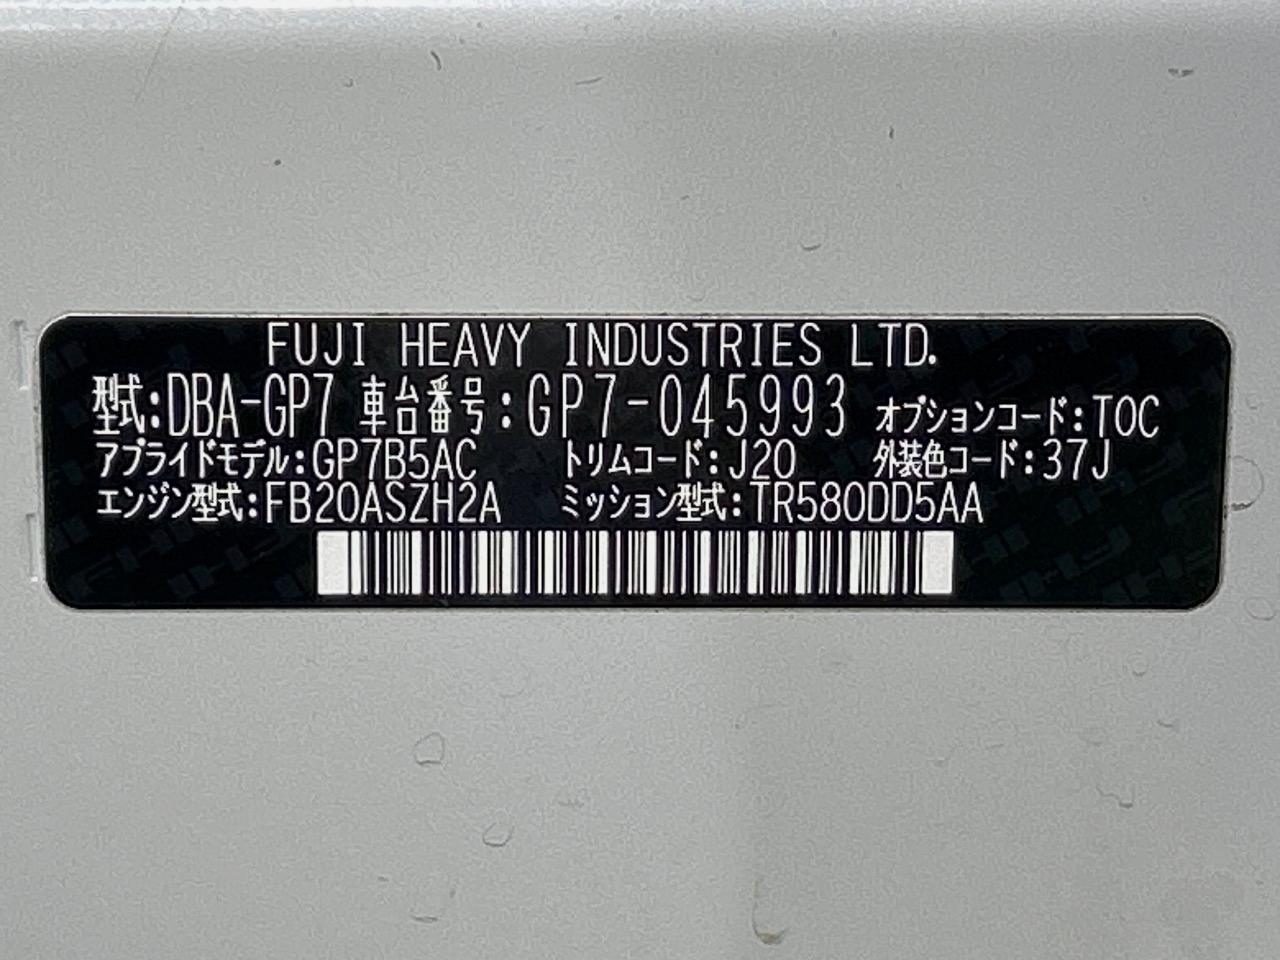 FUJI HEAVY INDUSTRIES LTD.
型式:DBA-GP7 車台番号:GP7-045993 オプションコード:TOC
アプライドモデル:GP7B5AC トリムコード:J20 外装色コード:37J
エンジン型式:FB20ASZH2A ミッション型式:TR580DD5AA